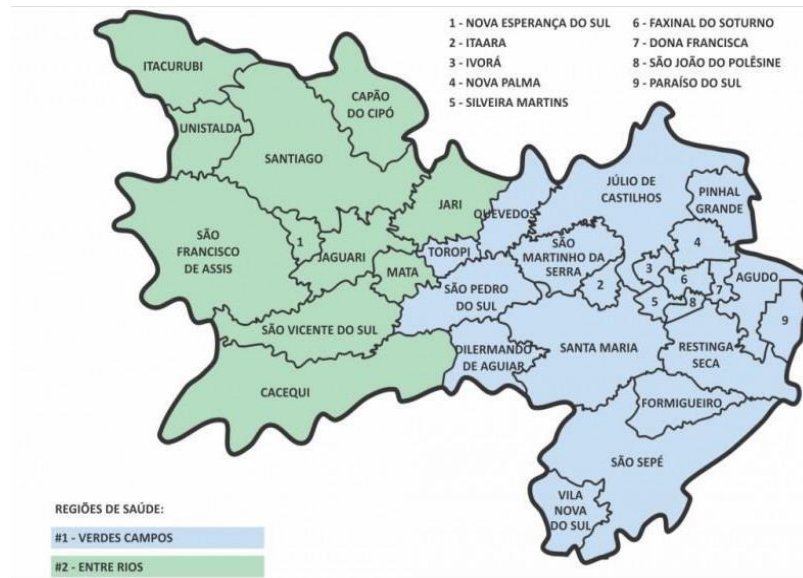 1 - NOVA ESPERANÇA DO SUL
2 - ITAARA
3 - IVORÁ
4 - NOVA PALMA
5 - SILVEIRA MARTINS
6 - FAXINAL DO SOTURNO
7 - DONA FRANCISCA
8 - SÃO JOÃO DO POLÊSINE
9 - PARAÍSO DO SUL
ITACURUBI
CAPÃO
DO CIPÓ
UNISTALDA
SANTIAGO
JÚLIO DE
CASTILHOS
PINHAL
GRANDE
JARI
QUEVEDOS
SÃO
FRANCISCO
DE ASSIS
1
JAGUARI
TOROPI
SÃO
MARTINHO DA
SERRA
4
MATA
3
6
AGUDO
2
7
SÃO PEDRO
DO SUL
5
8
9
SÃO VICENTE DO SUL
DILERMANDO
DE AGUIAR
SANTA MARIA
RESTINGA
SECA
CACEQUI
FORMIGUEIRO
SÃO SEPÉ
VILA
NOVA
DO SUL
REGIÕES DE SAÚDE:
#1 - VERDES CAMPOS
#2 - ENTRE RIOS